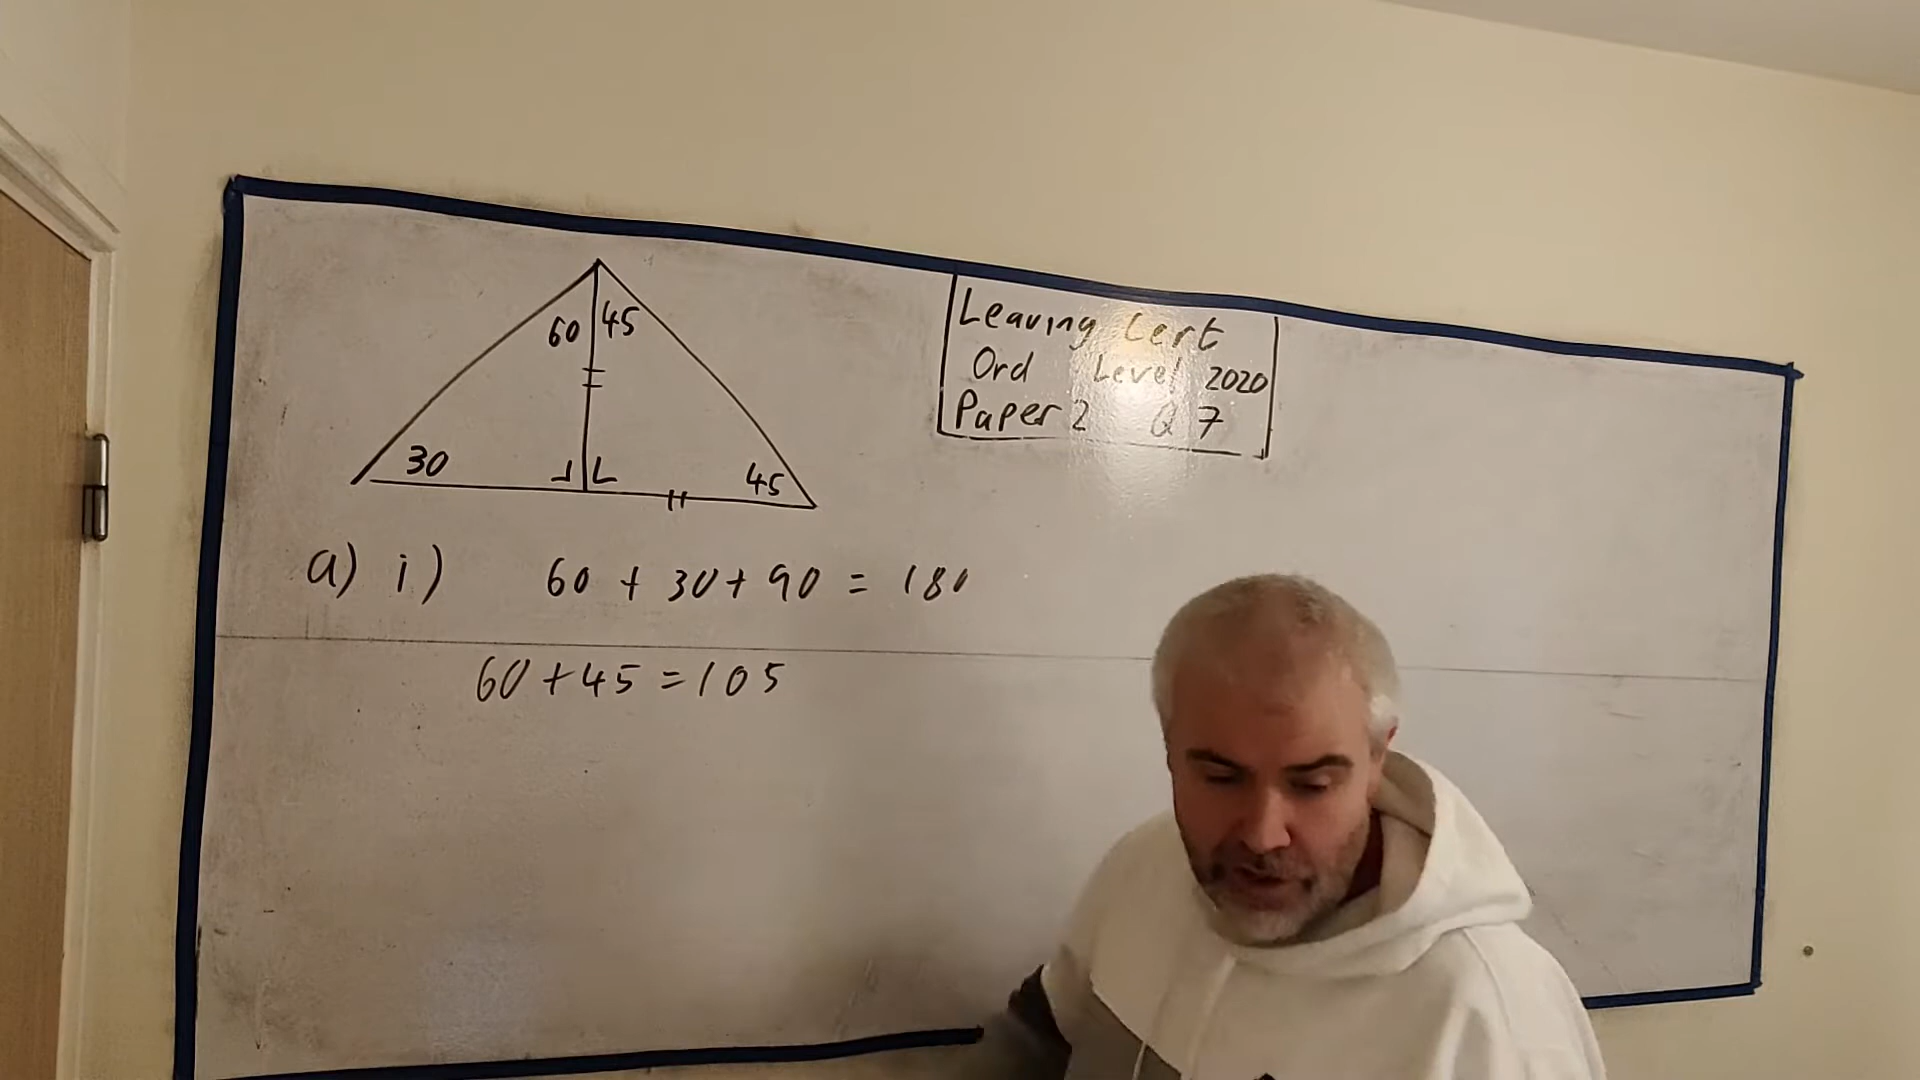 60 45
30 45
Leaving Cert
Ord Level 2020
Paper 2 Q 7
a) i) 60 + 30 + 90 = 180
60 + 45 = 105